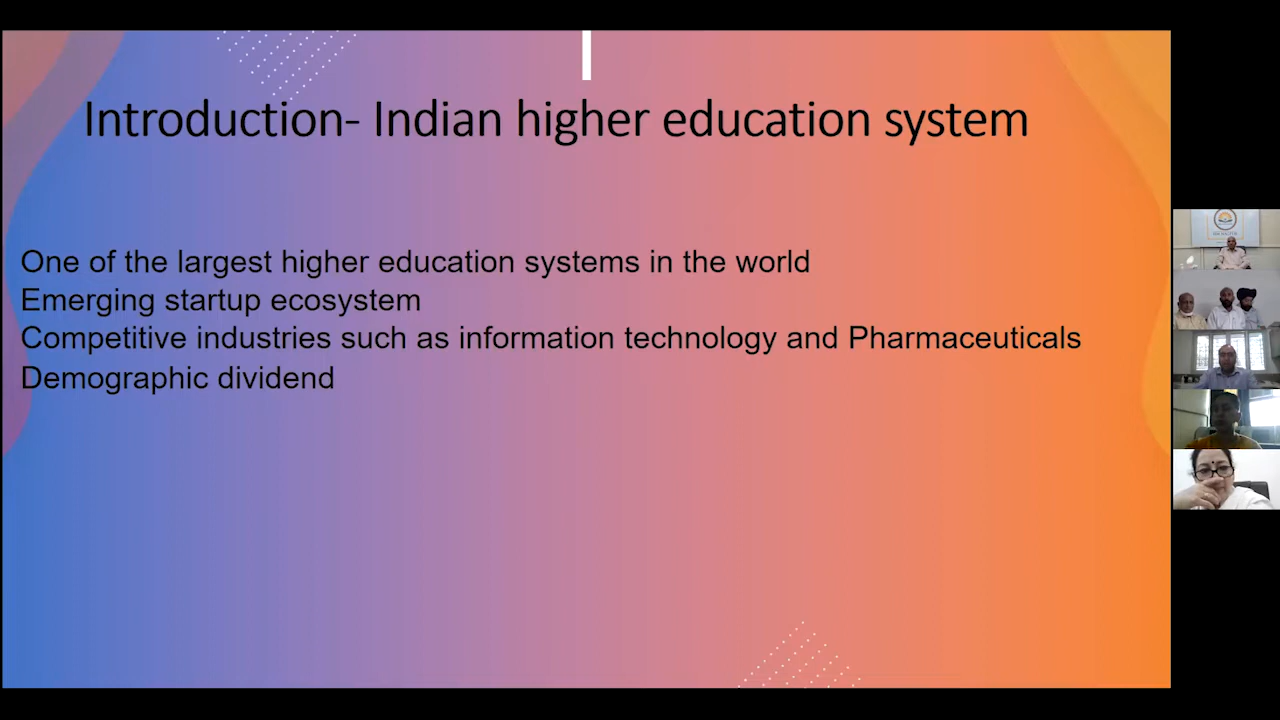 Introduction- Indian higher education system
One of the largest higher education systems in the world
Emerging startup ecosystem
Competitive industries such as information technology and Pharmaceuticals
Demographic dividend